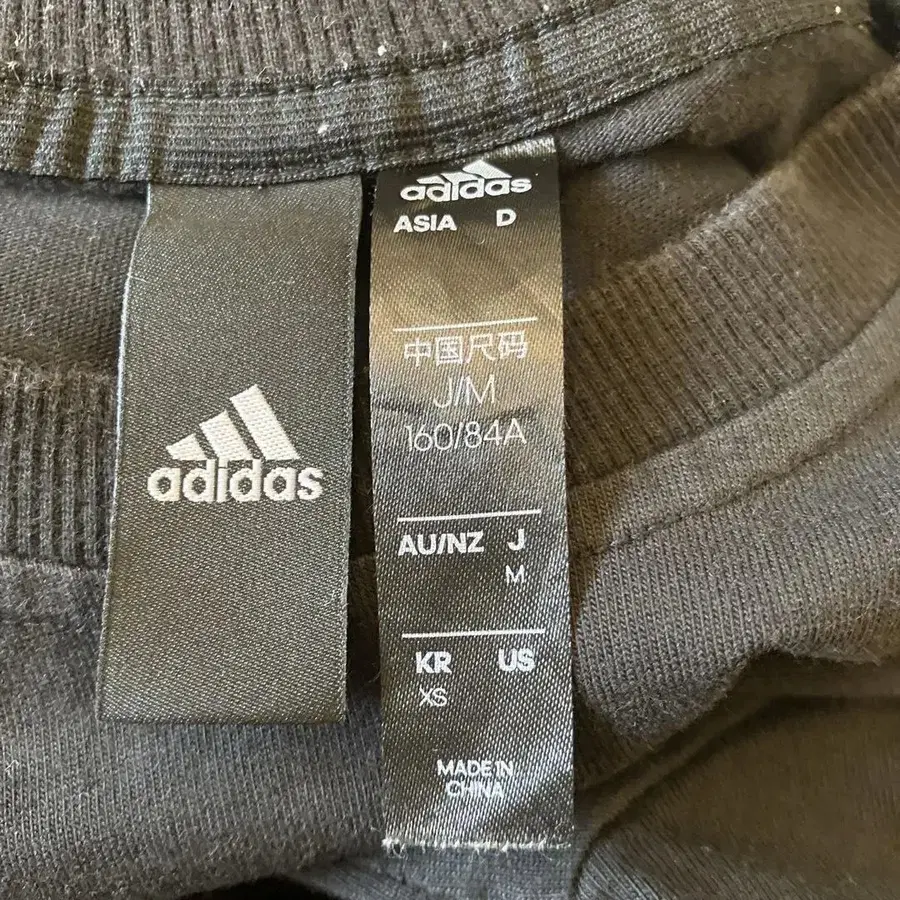 adidas
adidas
ASIA D
中国尺码
J/M
160/84A
AU/NZ J
M
KR US
XS
MADE IN
CHINA